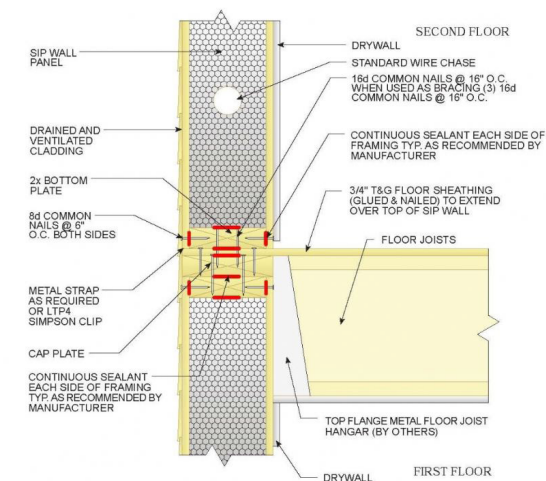 SECOND FLOOR
SIP WALL
PANEL
DRAINED AND
VENTILATED
CLADDING
2x BOTTOM
PLATE
8d COMMON
NAILS @ 6"
O.C. BOTH SIDES
METAL STRAP
AS REQUIRED
OR LTP4
SIMPSON CLIP
CAP PLATE
CONTINUOUS SEALANT
EACH SIDE OF FRAMING
TYP. AS RECOMMENDED BY
MANUFACTURER
DRYWALL
STANDARD WIRE CHASE
16d COMMON NAILS @ 16" O.C.
WHEN USED AS BRACING (3) 16d
COMMON NAILS @ 16" O.C.
CONTINUOUS SEALANT EACH SIDE OF
FRAMING TYP. AS RECOMMENDED BY
MANUFACTURER
3/4" T&G FLOOR SHEATHING
(GLUED & NAILED) TO EXTEND
OVER TOP OF SIP WALL
FLOOR JOISTS
TOP FLANGE METAL FLOOR JOIST
HANGAR (BY OTHERS)
DRYWALL
FIRST FLOOR